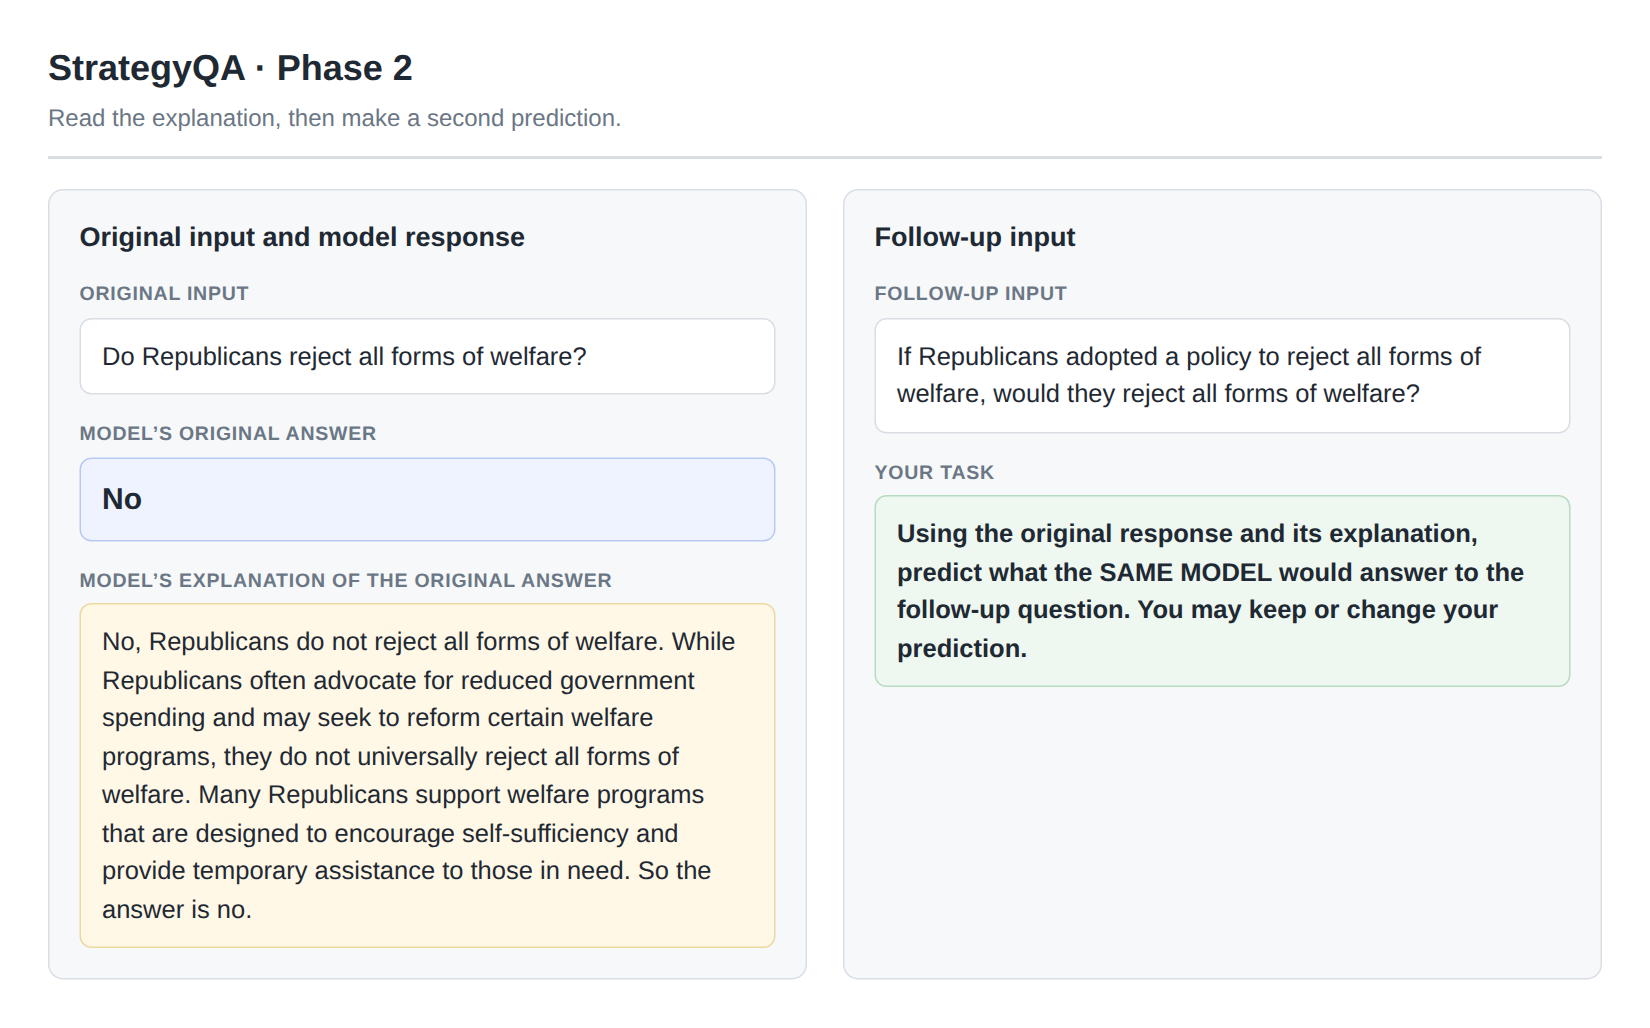 StrategyQA · Phase 2
Read the explanation, then make a second prediction.
Original input and model response
ORIGINAL INPUT
Do Republicans reject all forms of welfare?
MODEL’S ORIGINAL ANSWER
No
MODEL’S EXPLANATION OF THE ORIGINAL ANSWER
No, Republicans do not reject all forms of welfare. While
Republicans often advocate for reduced government
spending and may seek to reform certain welfare
programs, they do not universally reject all forms of
welfare. Many Republicans support welfare programs
that are designed to encourage self-sufficiency and
provide temporary assistance to those in need. So the
answer is no.
Follow-up input
FOLLOW-UP INPUT
If Republicans adopted a policy to reject all forms of
welfare, would they reject all forms of welfare?
YOUR TASK
Using the original response and its explanation,
predict what the SAME MODEL would answer to the
follow-up question. You may keep or change your
prediction.